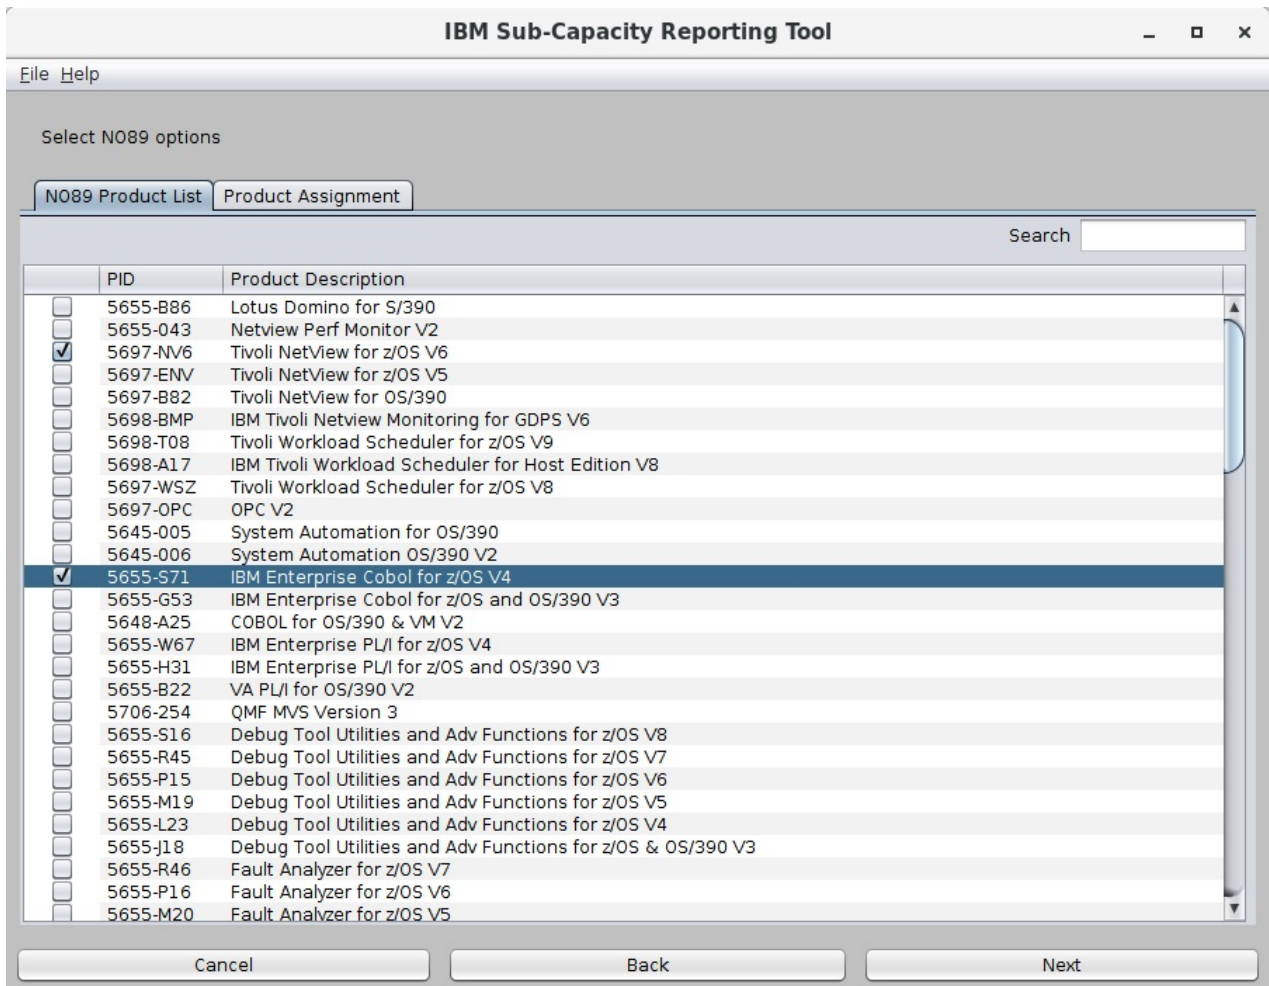 IBM Sub-Capacity Reporting Tool
File Help
Select NO89 options
NO89 Product List Product Assignment
Search
PID Product Description
5655-B86 Lotus Domino for S/390
5655-043 Netview Perf Monitor V2
5697-NV6 Tivoli NetView for z/OS V6
5697-ENV Tivoli NetView for z/OS V5
5697-B82 Tivoli NetView for OS/390
5698-BMP IBM Tivoli Netview Monitoring for GDPS V6
5698-T08 Tivoli Workload Scheduler for z/OS V9
5698-A17 IBM Tivoli Workload Scheduler for Host Edition V8
5697-WSZ Tivoli Workload Scheduler for z/OS V8
5697-OPC OPC V2
5645-005 System Automation for OS/390
5645-006 System Automation OS/390 V2
5655-S71 IBM Enterprise Cobol for z/OS V4
5655-G53 IBM Enterprise Cobol for z/OS and OS/390 V3
5648-A25 COBOL for OS/390 & VM V2
5655-W67 IBM Enterprise PL/I for z/OS V4
5655-H31 IBM Enterprise PL/I for z/OS and OS/390 V3
5655-B22 VA PL/I for OS/390 V2
5706-254 QMF MVS Version 3
5655-S16 Debug Tool Utilities and Adv Functions for z/OS V8
5655-R45 Debug Tool Utilities and Adv Functions for z/OS V7
5655-P15 Debug Tool Utilities and Adv Functions for z/OS V6
5655-M19 Debug Tool Utilities and Adv Functions for z/OS V5
5655-L23 Debug Tool Utilities and Adv Functions for z/OS V4
5655-J18 Debug Tool Utilities and Adv Functions for z/OS & OS/390 V3
5655-R46 Fault Analyzer for z/OS V7
5655-P16 Fault Analyzer for z/OS V6
5655-M20 Fault Analyzer for z/OS V5
Cancel Back Next